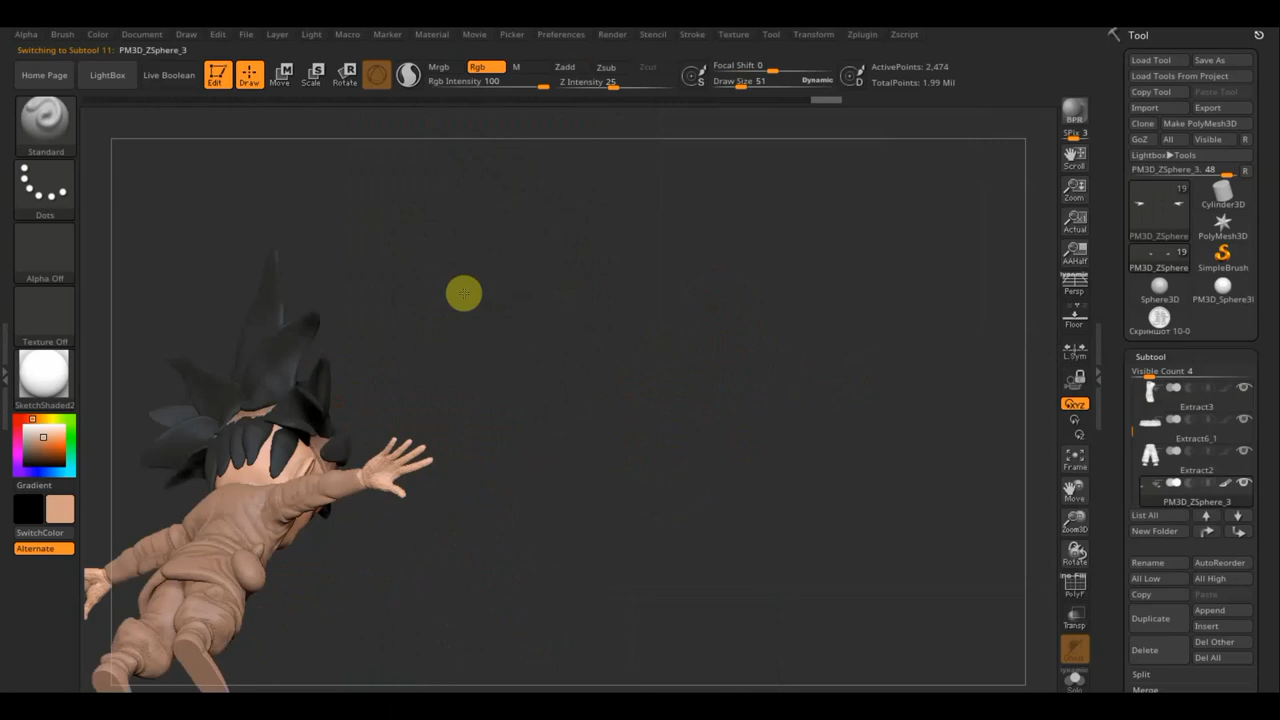 Alpha Brush Color Document Draw Edit File Layer Light Macro Marker Material Movie Picker Preferences Render Stencil Stroke Texture Tool Transform Zplugin Zscript
Switching to Subtool 11: PM3D_ZSphere_3
Home Page
LightBox
Live Boolean
Edit
Draw
Move
Scale
Rotate
Mrgb Rgb M
Rgb Intensity 100
Zadd Zsub Zcut
Z Intensity 25
S
Focal Shift 0
Draw Size 51
Dynamic
D
ActivePoints: 2,474
TotalPoints: 1.99 Mil
Standard
Dots
Alpha Off
Texture Off
SketchShaded2
Gradient
SwitchColor
Alternate
BPR
SPix 3
Scroll
Zoom
Actual
AAHalf
Dynamic
Persp
Floor
L.Sym
XYZ
Y
Z
Frame
Move
Zoom3D
Rotate
PolyF
Transp
Ghost
Dynamic
Solo
Tool
Load Tool Save As
Load Tools From Project
Copy Tool Paste Tool
Import Export
Clone Make PolyMesh3D
GoZ All Visible R
Lightbox▶Tools
PM3D_ZSphere_3. 48 R
19
PM3D_ZSphere
Cylinder3D
PolyMesh3D
19
PM3D_ZSphere
SimpleBrush
Sphere3D
PM3D_Sphere3I
Скриншот 10-0
Subtool
Visible Count 4
Extract3
Extract6_1
Extract2
PM3D_ZSphere_3
List All
New Folder
Rename AutoReorder
All Low All High
Copy Paste
Duplicate
Append
Insert
Delete
Del Other
Del All
Split
Merge